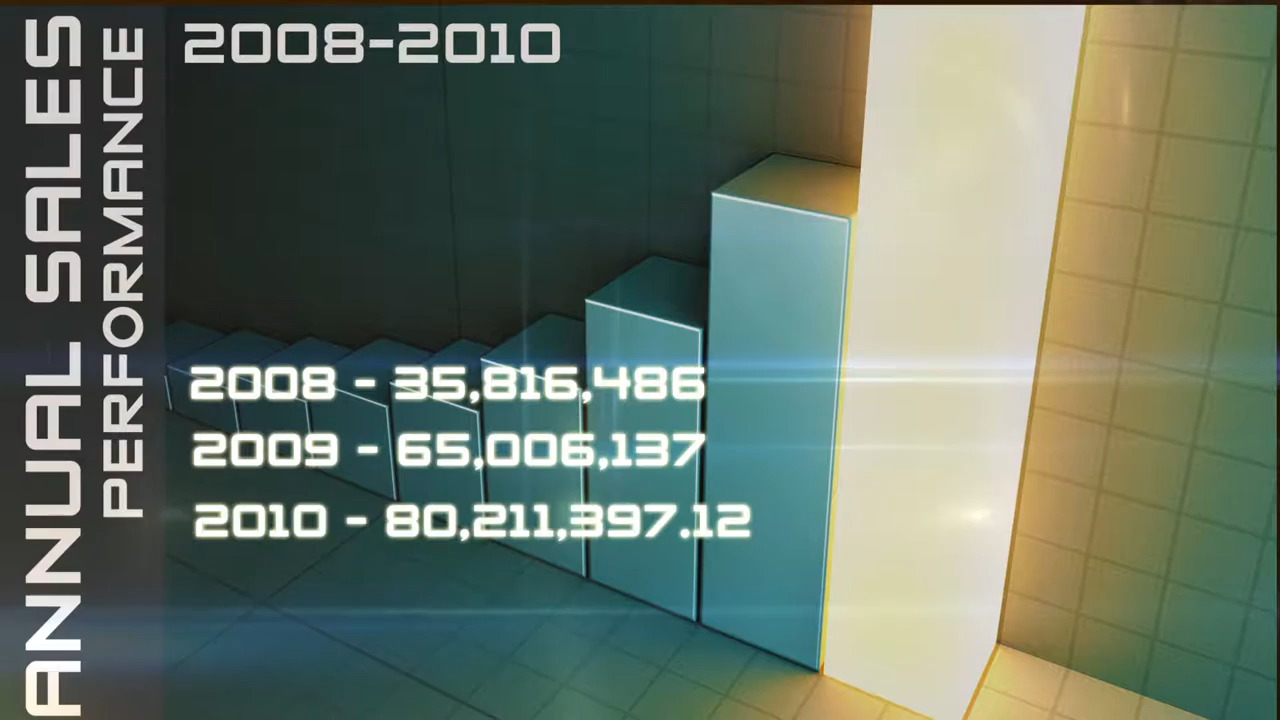 ANNUAL SALES
PERFORMANCE
2008-2010
2008 - 35,816,486
2009 - 65,006,137
2010 - 80,211,397.12